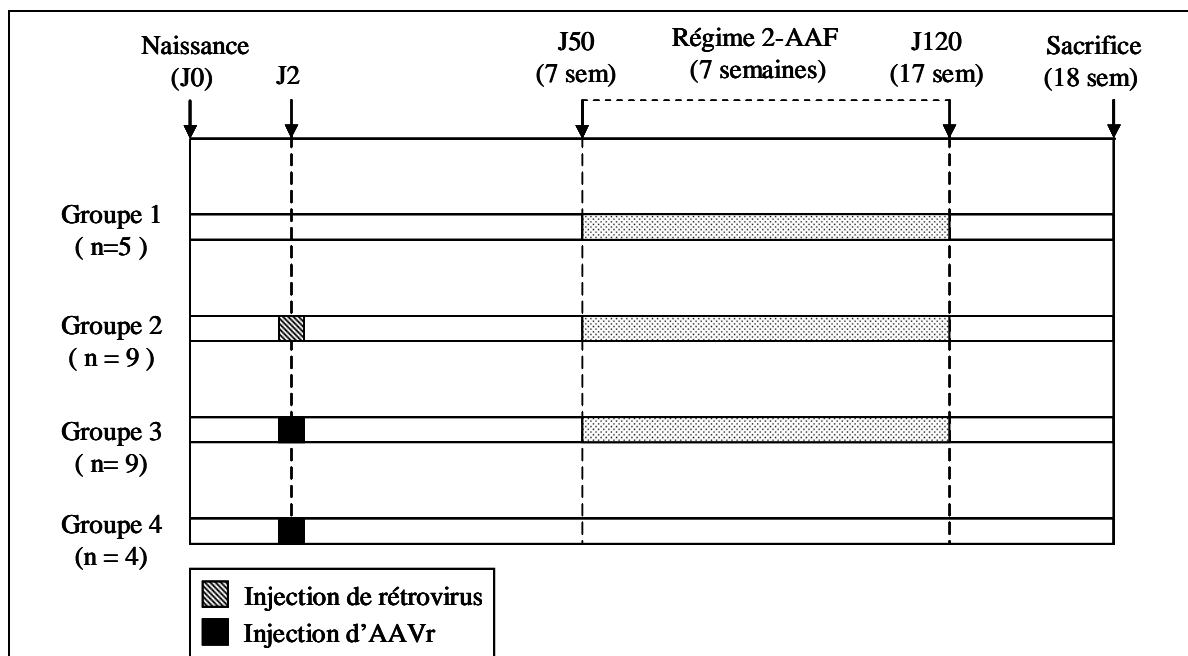 Naissance
(J0)
J2
J50
(7 sem)
Régime 2-AAF
(7 semaines)
J120
(17 sem)
Sacrifice
(18 sem)
Groupe 1
( n=5 )
Groupe 2
( n = 9 )
Groupe 3
( n= 9)
Groupe 4
(n = 4)
Injection de rétrovirus
Injection d’AAVr